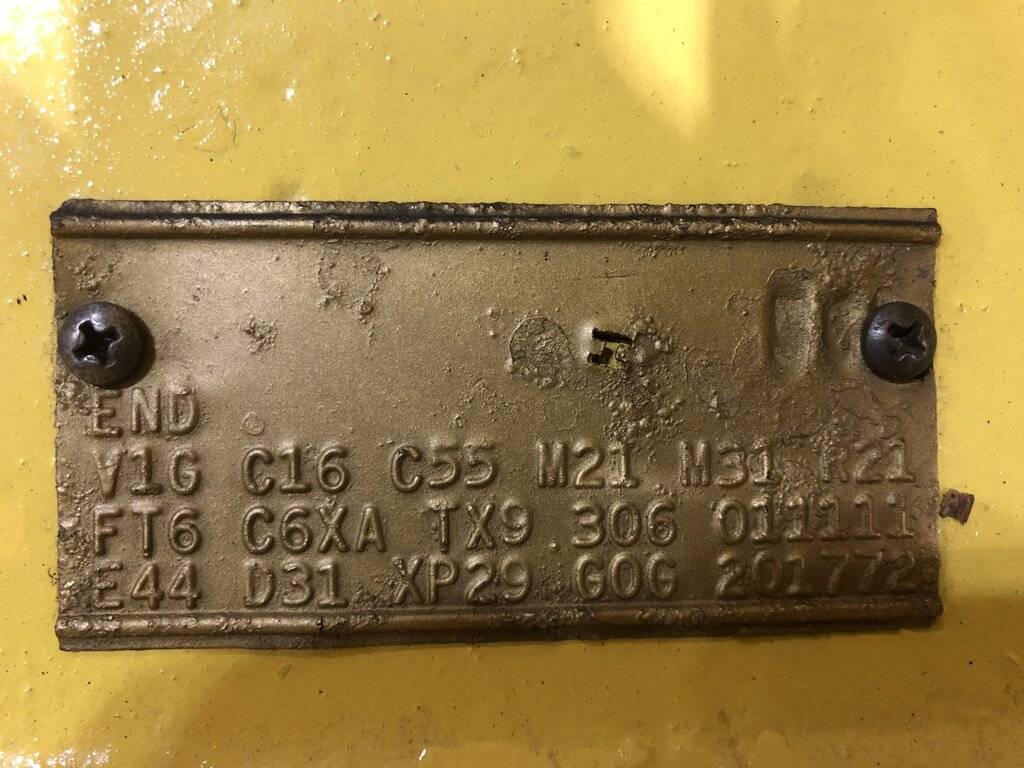 END
V1G C16 C55 M21 M31 R21
FT6 C6XA TX9 306 011111
E44 D31 XP29 G0G 201772